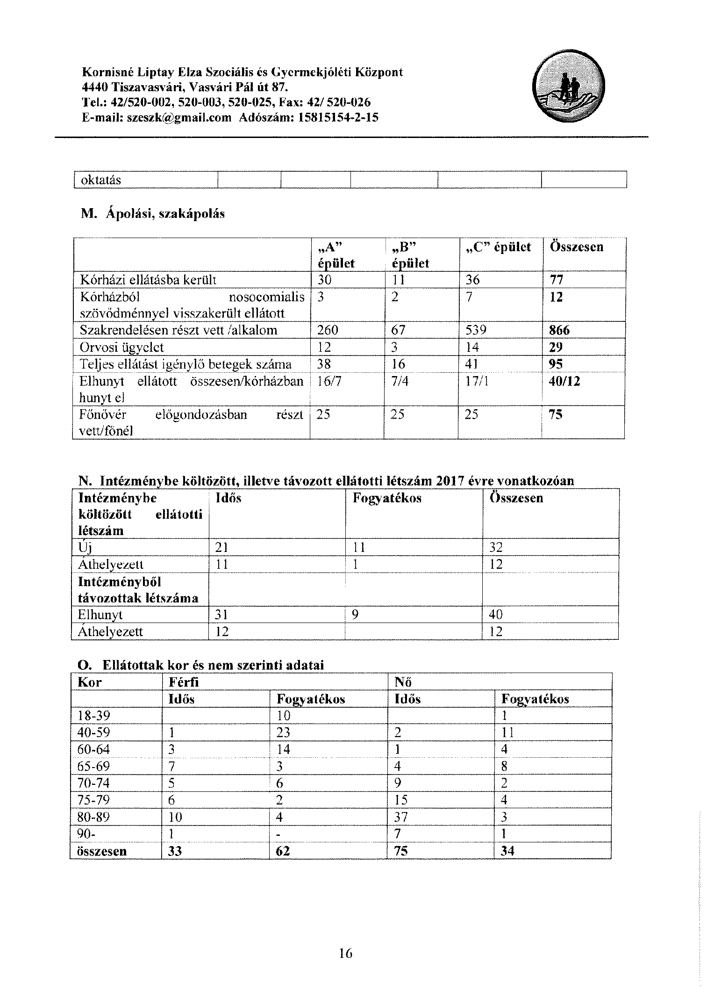 Kornisné Liptay Elza Szociális és Gyermekjóléti Központ
4440 Tiszavasvári, Vasvári Pál út 87.
Tel.: 42/520-002, 520-003, 520-025, Fax: 42/ 520-026
E-mail: szeszk@gmail.com Adószám: 15815154-2-15
oktatás
M. Ápolási, szakápolás
„A” „B” „C” épület Összesen
épület épület
Kórházi ellátásba került 30 11 36 77
Kórházból nosocomialis 3 2 7 12
szövődménnyel visszakerült ellátott
Szakrendelésen részt vett /alkalom 260 67 539 866
Orvosi ügyelet 12 3 14 29
Teljes ellátást igénylő betegek száma 38 16 41 95
Elhunyt ellátott összesen/kórházban 16/7 7/4 17/1 40/12
hunyt el
Főnővér előgondozásban részt 25 25 25 75
vett/főnél
N. Intézménybe költözött, illetve távozott ellátotti létszám 2017 évre vonatkozóan
Intézménybe Idős Fogyatékos Összesen
költözött ellátotti
létszám
Új 21 11 32
Áthelyezett 11 1 12
Intézményből
távozottak létszáma
Elhunyt 31 9 40
Áthelyezett 12 12
O. Ellátottak kor és nem szerinti adatai
Kor Férfi Nő
Idős Fogyatékos Idős Fogyatékos
18-39 10 1
40-59 1 23 2 11
60-64 3 14 1 4
65-69 7 3 4 8
70-74 5 6 9 2
75-79 6 2 15 4
80-89 10 4 37 3
90- 1 - 7 1
összesen 33 62 75 34
16